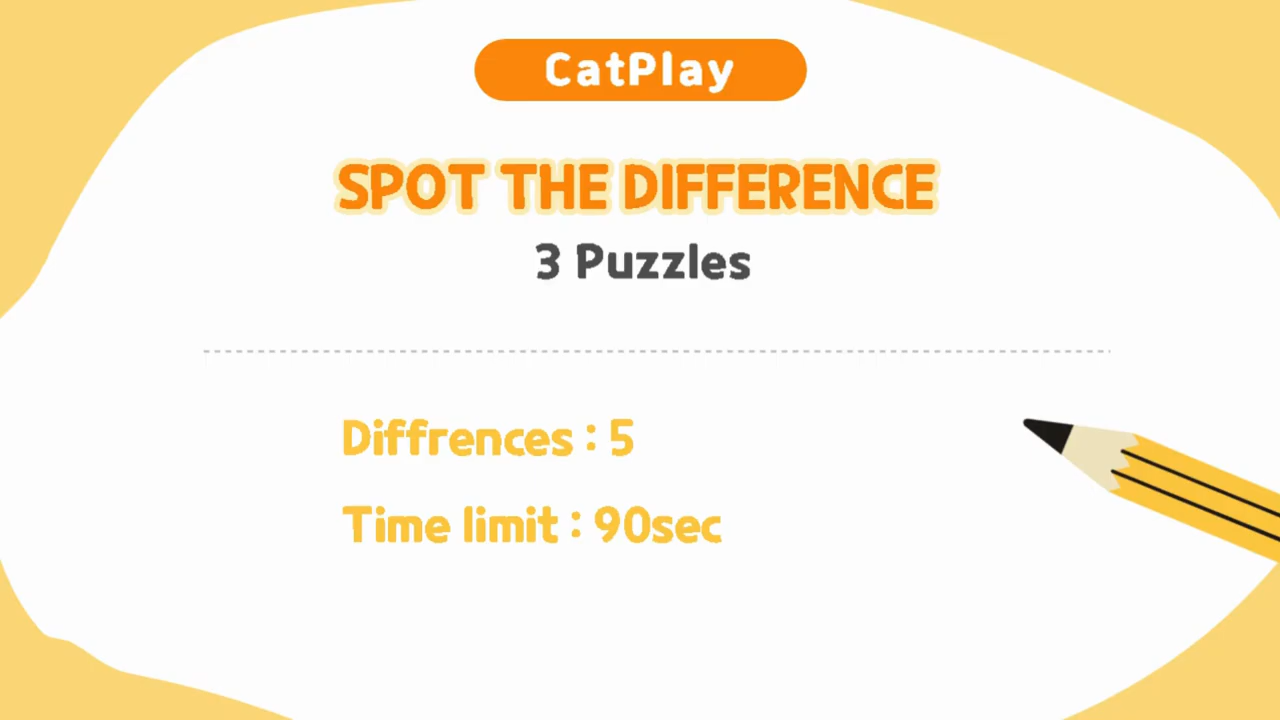 CatPlay
SPOT THE DIFFERENCE
3 Puzzles
Diffrences : 5
Time limit : 90sec